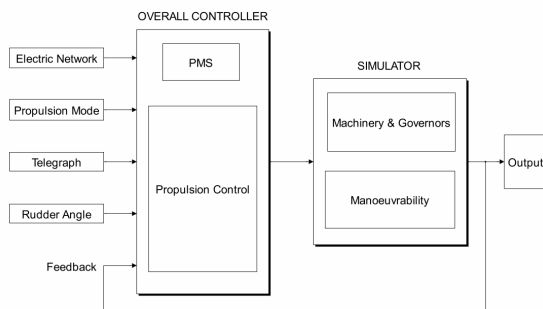 OVERALL CONTROLLER
Electric Network
PMS
SIMULATOR
Propulsion Mode
Machinery & Governors
Telegraph
Output
Propulsion Control
Manoeuvrability
Rudder Angle
Feedback